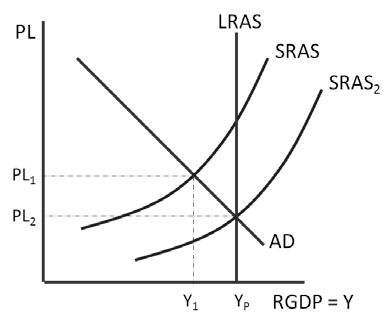 LRAS
PL
SRAS
SRAS₂
PL₁
PL₂
AD
Y₁
Yₚ
RGDP = Y